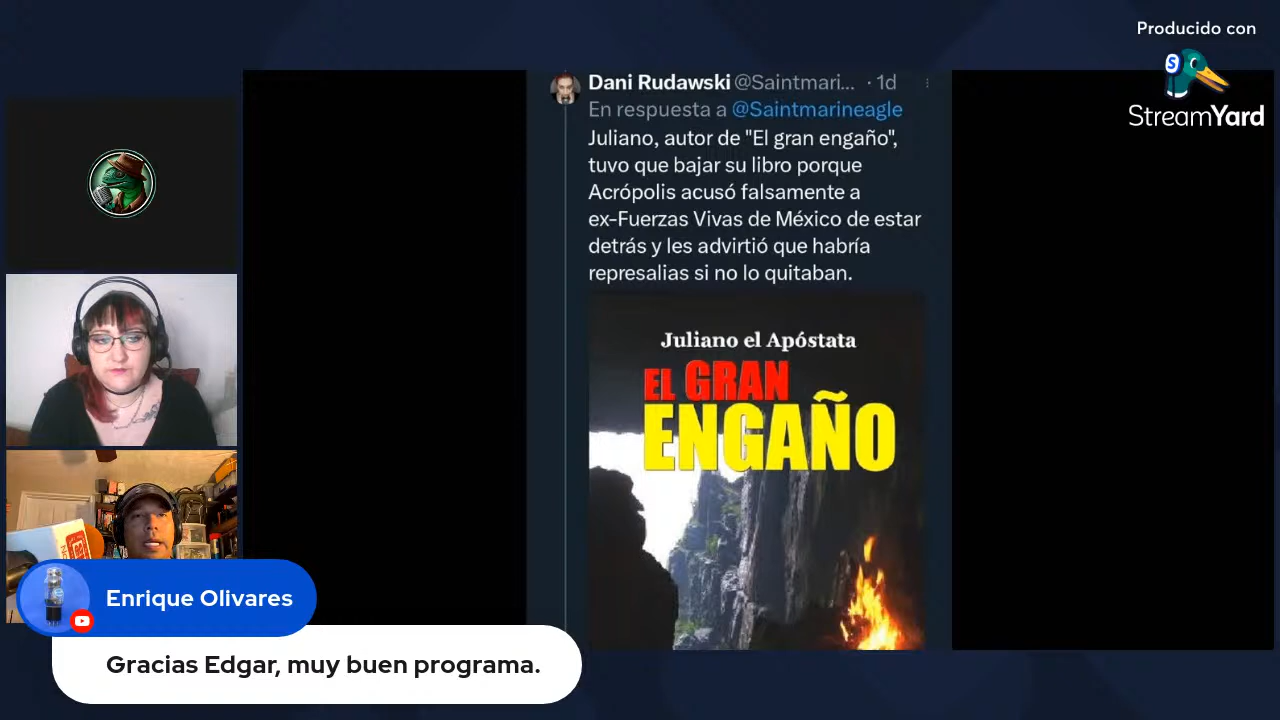 Producido con
StreamYard
Dani Rudawski @Saintmari... · 1d
En respuesta a @Saintmarineagle
Juliano, autor de "El gran engaño",
tuvo que bajar su libro porque
Acrópolis acusó falsamente a
ex-Fuerzas Vivas de México de estar
detrás y les advirtió que habría
represalias si no lo quitaban.
Juliano el Apóstata
EL GRAN
ENGAÑO
Enrique Olivares
Gracias Edgar, muy buen programa.